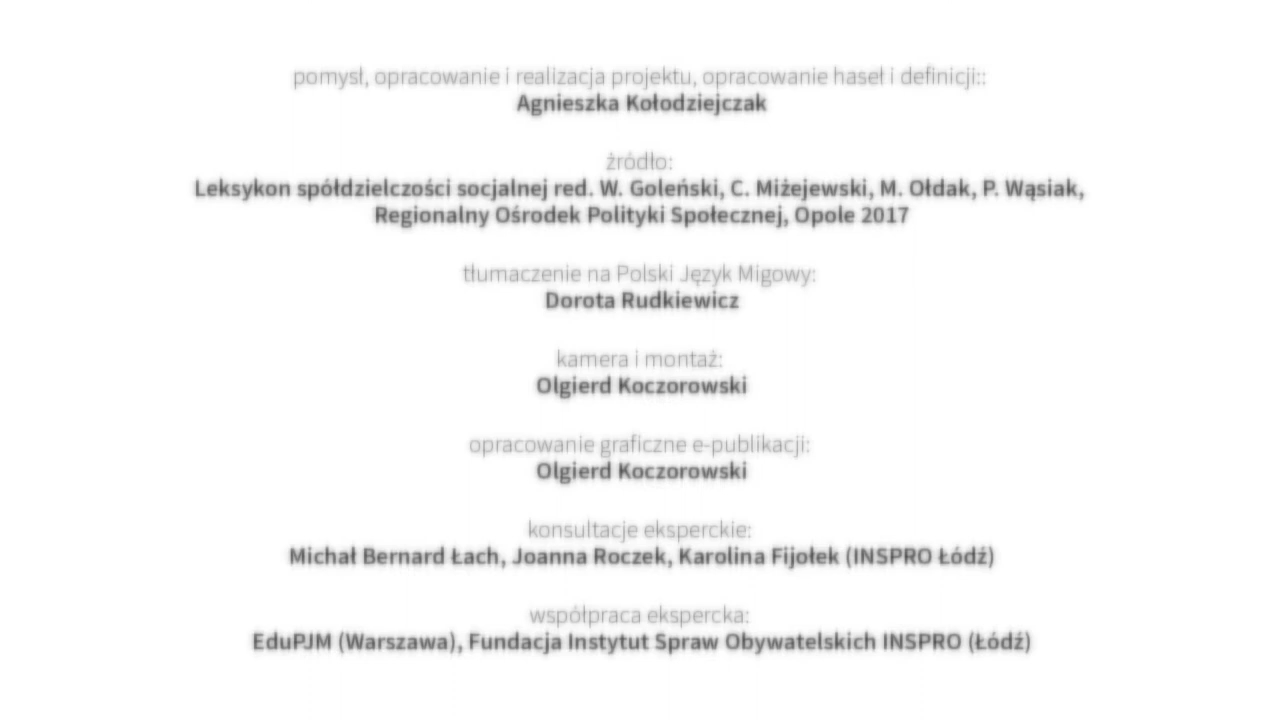 pomysł, opracowanie i realizacja projektu, opracowanie haseł i definicji::
Agnieszka Kołodziejczak
żródło:
Leksykon spółdzielczości socjalnej red. W. Goleński, C. Miżejewski, M. Ołdak, P. Wąsiak,
Regionalny Ośrodek Polityki Społecznej, Opole 2017
tłumaczenie na Polski Język Migowy:
Dorota Rudkiewicz
kamera i montaż:
Olgierd Koczorowski
opracowanie graficzne e-publikacji:
Olgierd Koczorowski
konsultacje eksperckie:
Michał Bernard Łach, Joanna Roczek, Karolina Fijołek (INSPRO Łódź)
współpraca ekspercka:
EduPJM (Warszawa), Fundacja Instytut Spraw Obywatelskich INSPRO (Łódź)